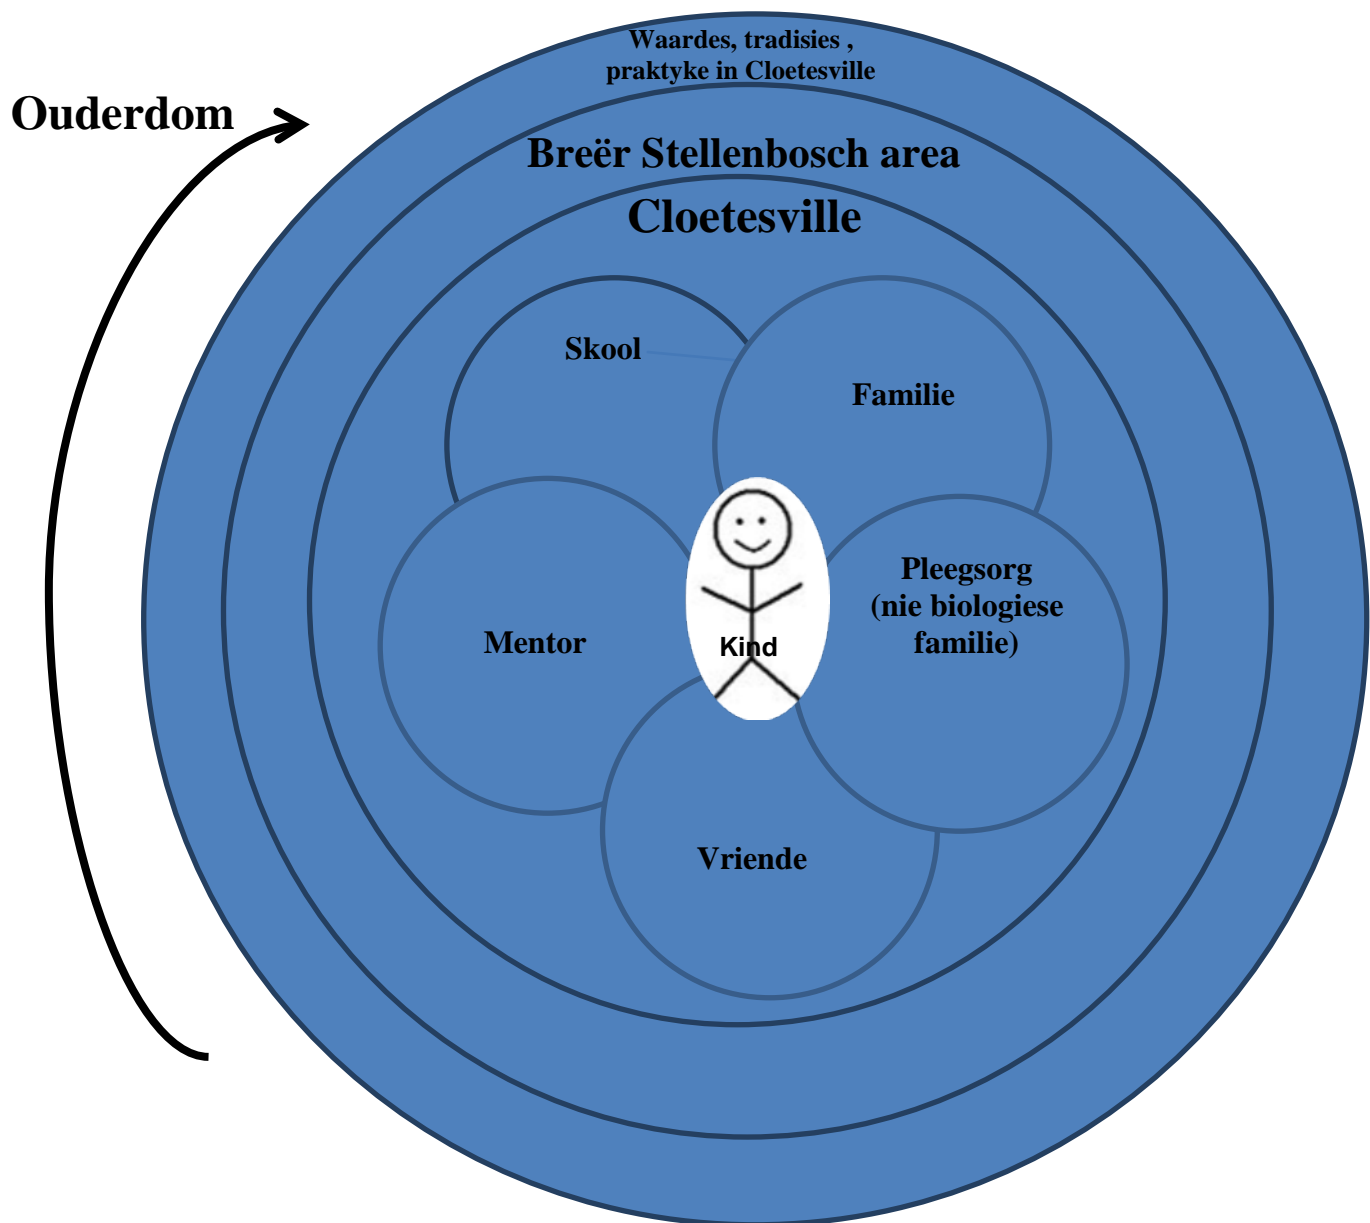 Waardes, tradisies ,
praktyke in Cloetesville
Ouderdom
Breër Stellenbosch area
Cloetesville
Skool
Familie
Pleegsorg
(nie biologiese
familie)
Mentor
Kind
Vriende